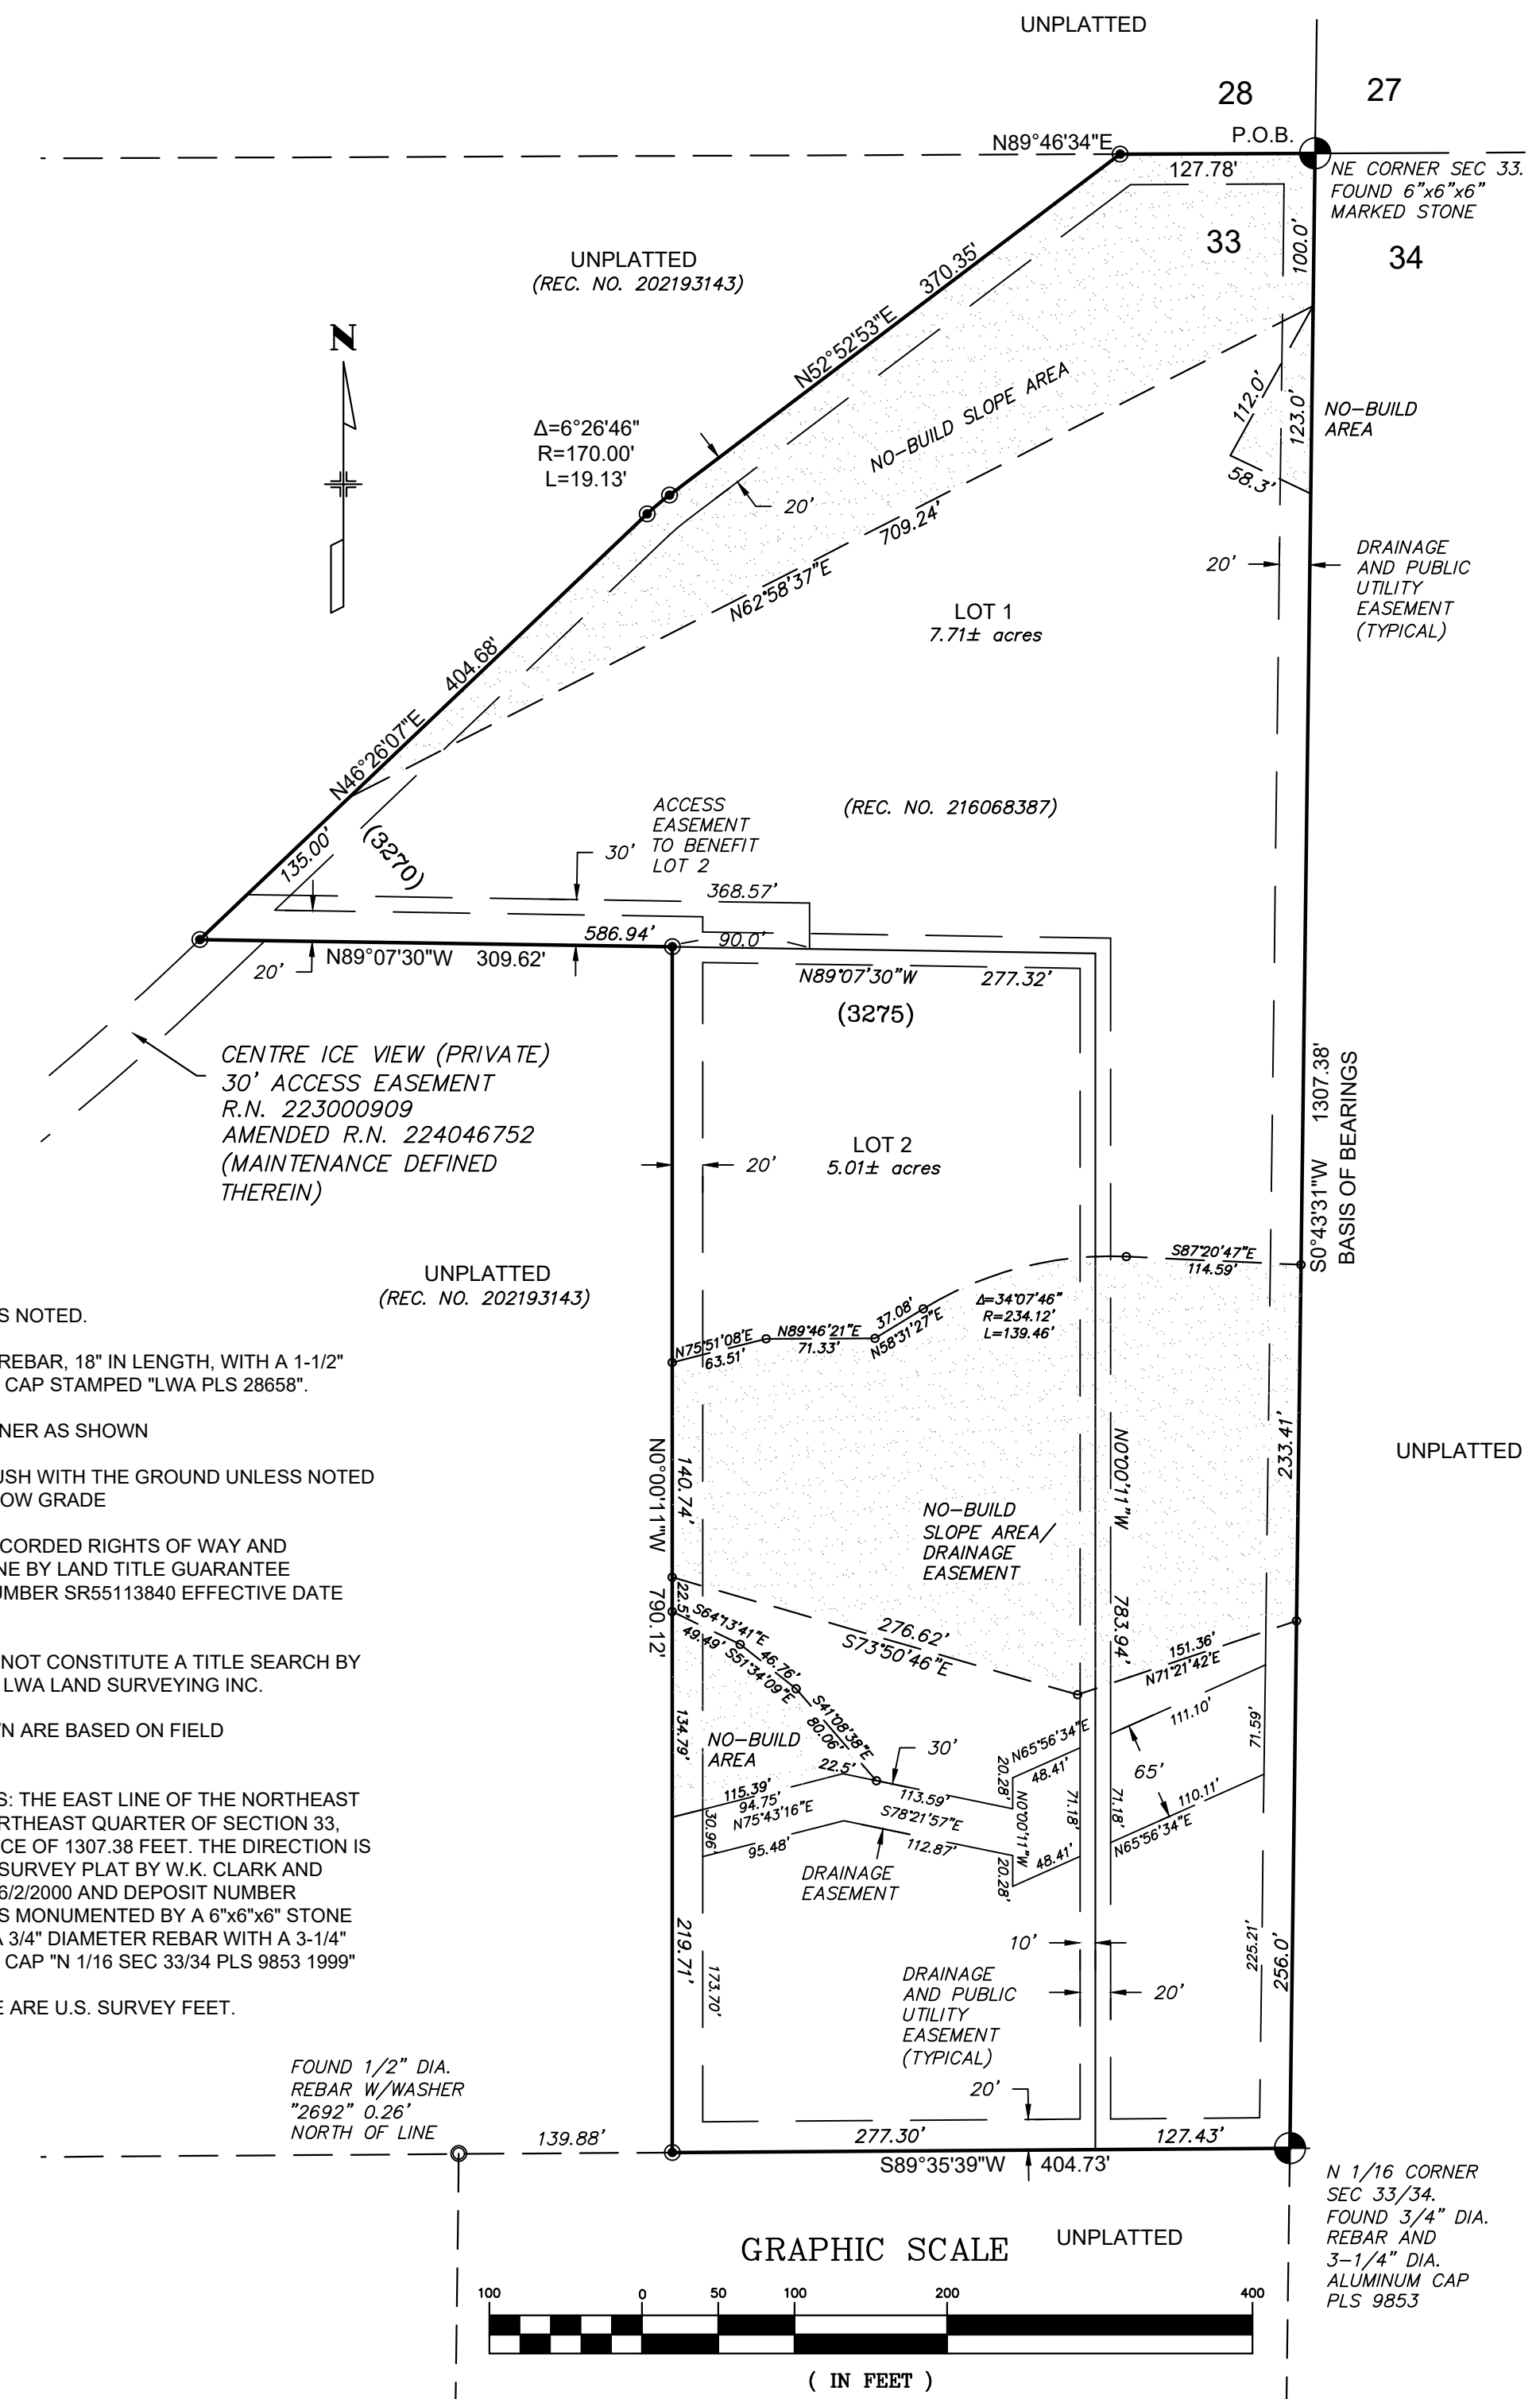 UNPLATTED
28
27
P.O.B.
N89°46'34"E
127.78'
NE CORNER SEC 33.
FOUND 6"x6"x6"
MARKED STONE
33
34
100.0'
UNPLATTED
(REC. NO. 202193143)
370.35'
N52°52'53"E
N
NO-BUILD SLOPE AREA
112.0'
123.0'
58.3'
NO-BUILD
AREA
Δ=6°26'46"
R=170.00'
L=19.13'
20'
709.24'
N62°58'37"E
20'
DRAINAGE
AND PUBLIC
UTILITY
EASEMENT
(TYPICAL)
LOT 1
7.71± acres
404.68'
N46°26'07"E
135.00'
(3270)
ACCESS
EASEMENT
TO BENEFIT
LOT 2
30'
(REC. NO. 216068387)
368.57'
586.94'
90.0'
N89°07'30"W 309.62'
20'
N89°07'30"W 277.32'
(3275)
CENTRE ICE VIEW (PRIVATE)
30' ACCESS EASEMENT
R.N. 223000909
AMENDED R.N. 224046752
(MAINTENANCE DEFINED
THEREIN)
LOT 2
5.01± acres
20'
S0°43'31"W 1307.38'
BASIS OF BEARINGS
UNPLATTED
(REC. NO. 202193143)
S87°20'47"E
114.59'
Δ=34°07'46"
R=234.12'
L=139.46'
37.08'
N58°31'27"E
N89°46'21"E
71.33'
N75°51'08"E
63.51'
S NOTED.
REBAR, 18" IN LENGTH, WITH A 1-1/2"
CAP STAMPED "LWA PLS 28658".
NER AS SHOWN
USH WITH THE GROUND UNLESS NOTED
OW GRADE
CORDED RIGHTS OF WAY AND
NE BY LAND TITLE GUARANTEE
UMBER SR55113840 EFFECTIVE DATE
NOT CONSTITUTE A TITLE SEARCH BY
LWA LAND SURVEYING INC.
N ARE BASED ON FIELD
S: THE EAST LINE OF THE NORTHEAST
RTHEAST QUARTER OF SECTION 33,
CE OF 1307.38 FEET. THE DIRECTION IS
SURVEY PLAT BY W.K. CLARK AND
6/2/2000 AND DEPOSIT NUMBER
S MONUMENTED BY A 6"x6"x6" STONE
A 3/4" DIAMETER REBAR WITH A 3-1/4"
CAP "N 1/16 SEC 33/34 PLS 9853 1999"
E ARE U.S. SURVEY FEET.
N0°00'11"W 790.12'
140.74'
N0°00'11"W 783.94'
233.41'
UNPLATTED
NO-BUILD
SLOPE AREA/
DRAINAGE
EASEMENT
22.5'
276.62'
S73°50'46"E
151.36'
N71°21'42"E
S64°13'41"E
49.49'
46.76'
S51°34'09"E
S41°08'38"E
80.06'
134.79'
NO-BUILD
AREA
22.5'
30'
115.39'
94.75'
N75°43'16"E
30.96'
95.48'
113.59'
S78°21'57"E
112.87'
DRAINAGE
EASEMENT
20.28'
N0°00'11"W
20.28'
N65°56'34"E
48.41'
71.18'
48.41'
71.18'
111.10'
71.59'
65'
110.11'
N65°56'34"E
219.71'
173.70'
10'
20'
225.21'
256.0'
DRAINAGE
AND PUBLIC
UTILITY
EASEMENT
(TYPICAL)
20'
FOUND 1/2" DIA.
REBAR W/WASHER
"2692" 0.26'
NORTH OF LINE
139.88'
277.30'
127.43'
S89°35'39"W 404.73'
N 1/16 CORNER
SEC 33/34.
FOUND 3/4" DIA.
REBAR AND
3-1/4" DIA.
ALUMINUM CAP
PLS 9853
GRAPHIC SCALE
UNPLATTED
100 0 50 100 200 400
( IN FEET )